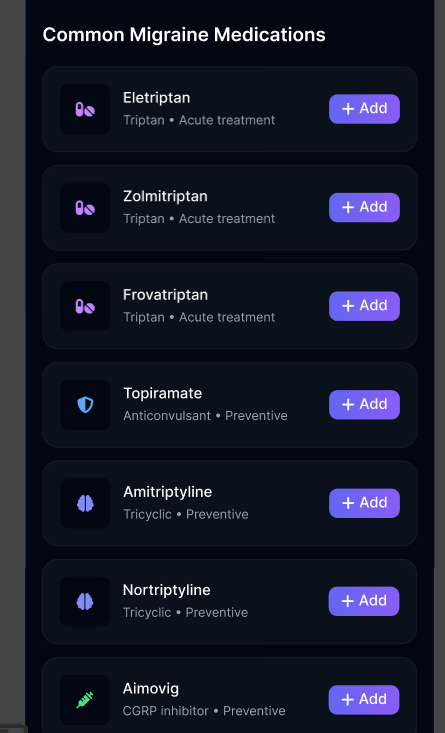 Common Migraine Medications
Eletriptan
Triptan • Acute treatment
+ Add
Zolmitriptan
Triptan • Acute treatment
+ Add
Frovatriptan
Triptan • Acute treatment
+ Add
Topiramate
Anticonvulsant • Preventive
+ Add
Amitriptyline
Tricyclic • Preventive
+ Add
Nortriptyline
Tricyclic • Preventive
+ Add
Aimovig
CGRP inhibitor • Preventive
+ Add